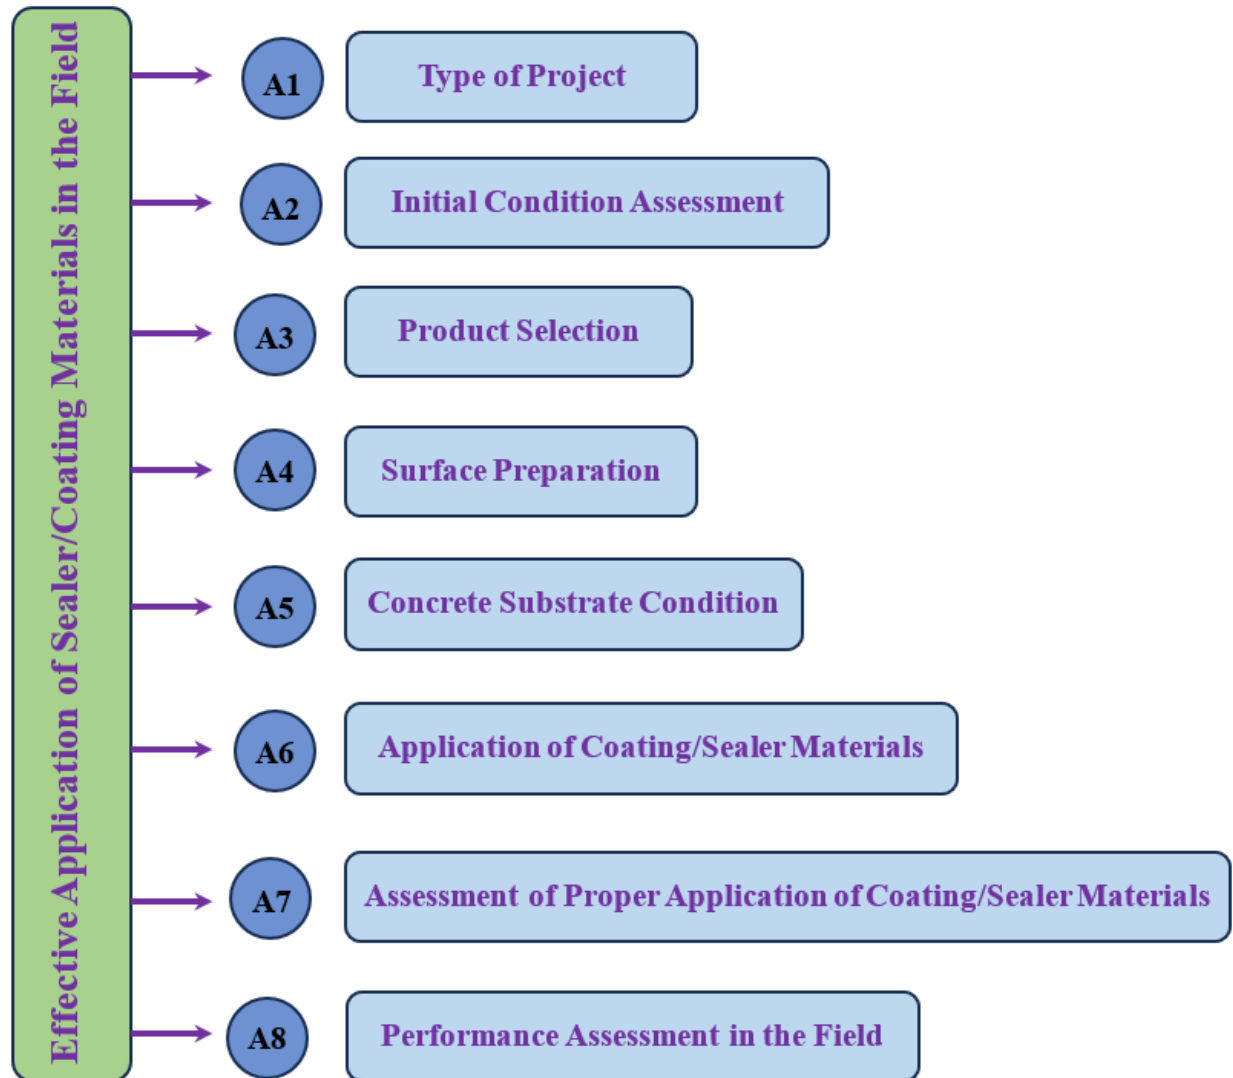 Effective Application of Sealer/Coating Materials in the Field
A1
Type of Project
A2
Initial Condition Assessment
A3
Product Selection
A4
Surface Preparation
A5
Concrete Substrate Condition
A6
Application of Coating/Sealer Materials
A7
Assessment of Proper Application of Coating/Sealer Materials
A8
Performance Assessment in the Field